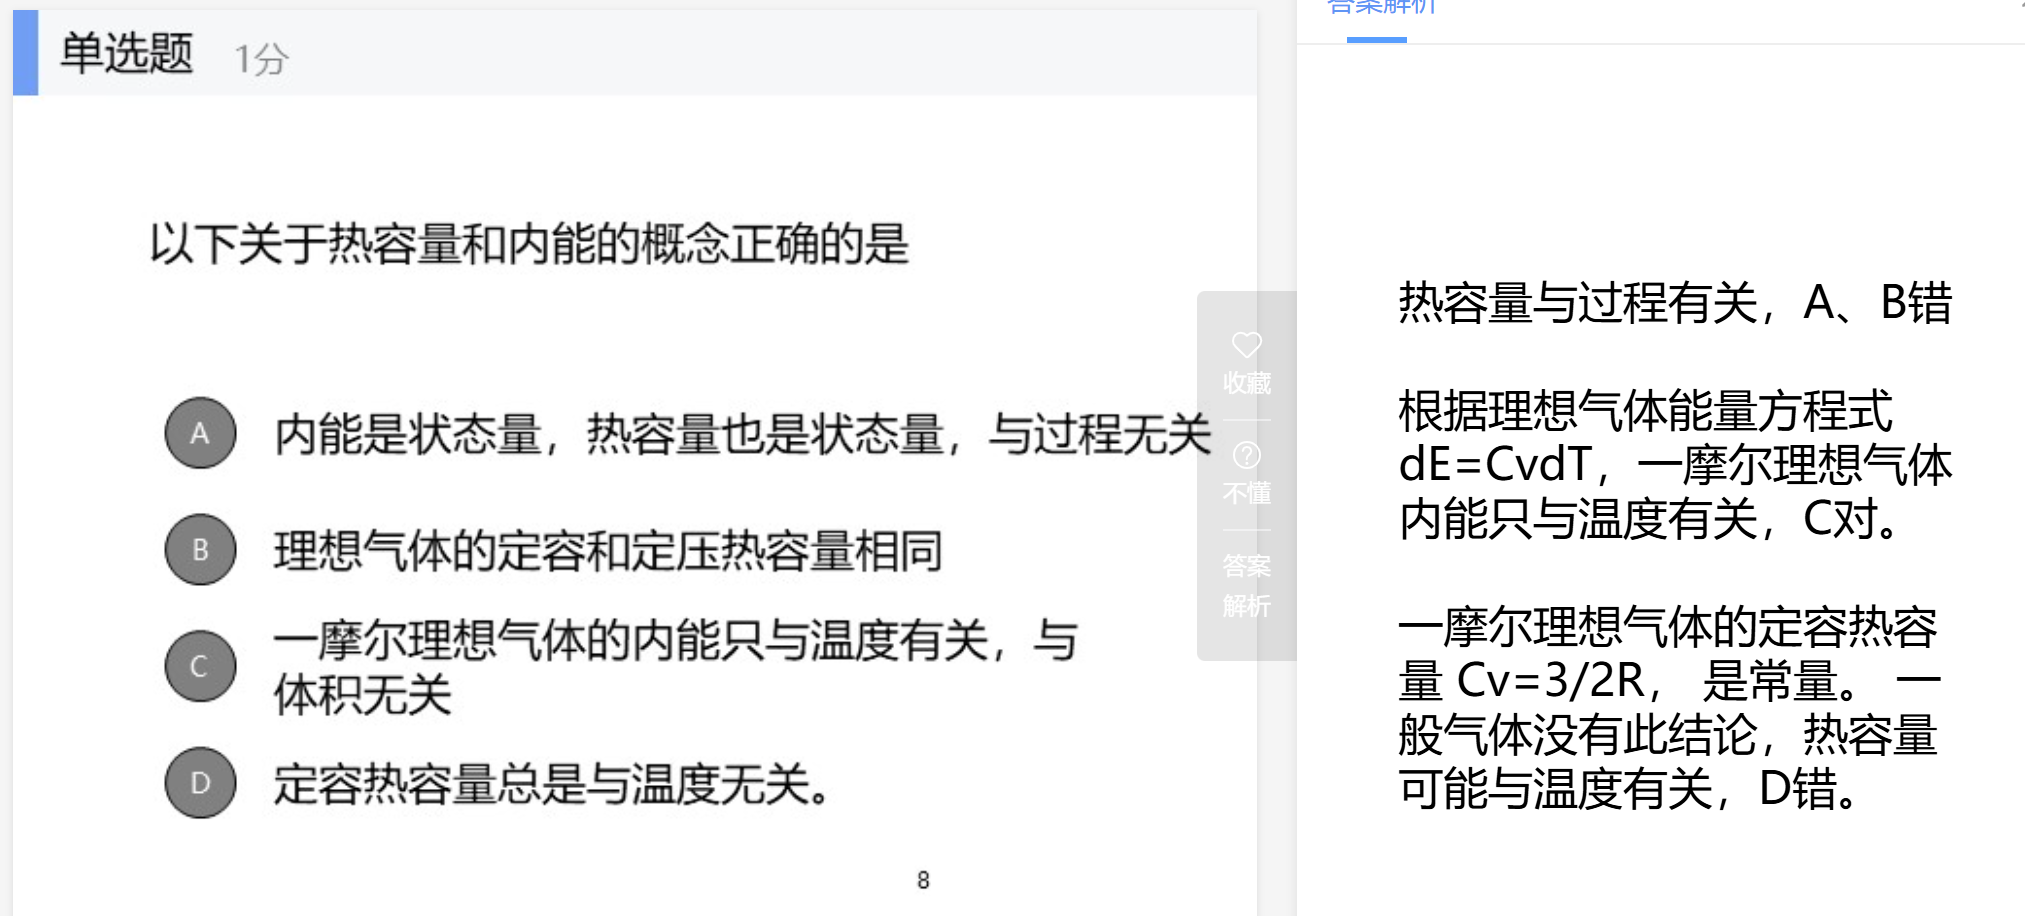 单选题 1分
以下关于热容量和内能的概念正确的是
A 内能是状态量，热容量也是状态量，与过程无关
B 理想气体的定容和定压热容量相同
C 一摩尔理想气体的内能只与温度有关，与
体积无关
D 定容热容量总是与温度无关。
8
收藏
不懂
答案
解析
答案解析
热容量与过程有关，A、B错
根据理想气体能量方程式
dE=CvdT，一摩尔理想气体
内能只与温度有关，C对。
一摩尔理想气体的定容热容
量 Cv=3/2R， 是常量。 一
般气体没有此结论，热容量
可能与温度有关，D错。